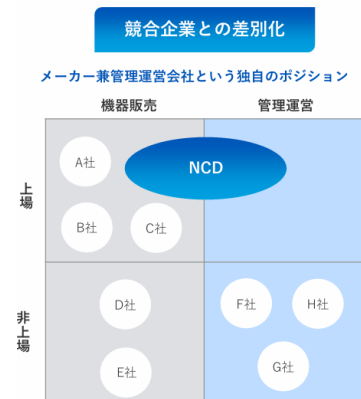 競合企業との差別化
メーカー兼管理運営会社という独自のポジション
機器販売
管理運営
上場
A社
NCD
B社
C社
非上場
D社
F社
H社
E社
G社